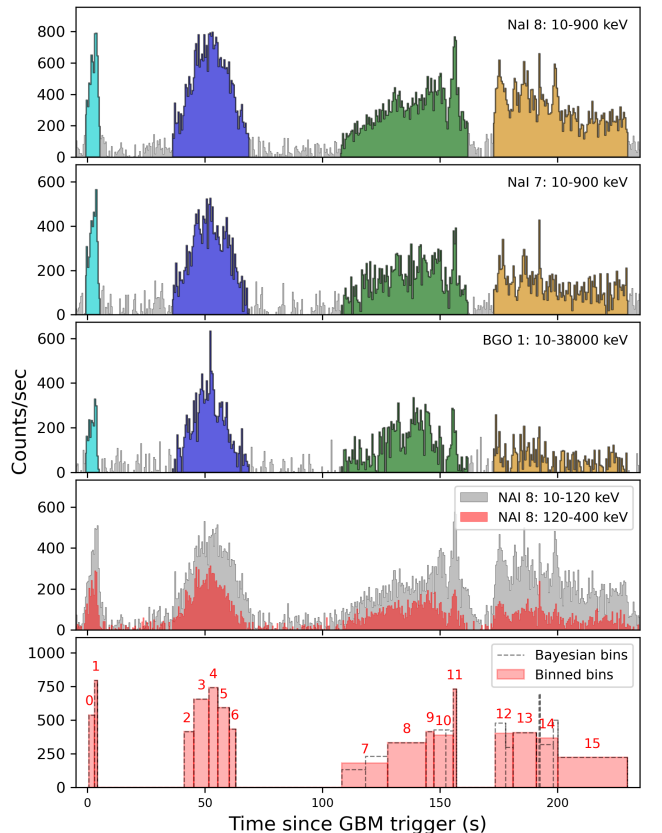 NaI 8: 10-900 keV
800
600
400
200
0
NaI 7: 10-900 keV
600
400
200
0
BGO 1: 10-38000 keV
600
400
200
0
Counts/sec
NAI 8: 10-120 keV
NAI 8: 120-400 keV
600
400
200
0
Bayesian bins
Binned bins
1000
750
500
250
0
0 1 2 3 4 5 6 7 8 9 10 11 12 13 14 15
0 50 100 150 200
Time since GBM trigger (s)